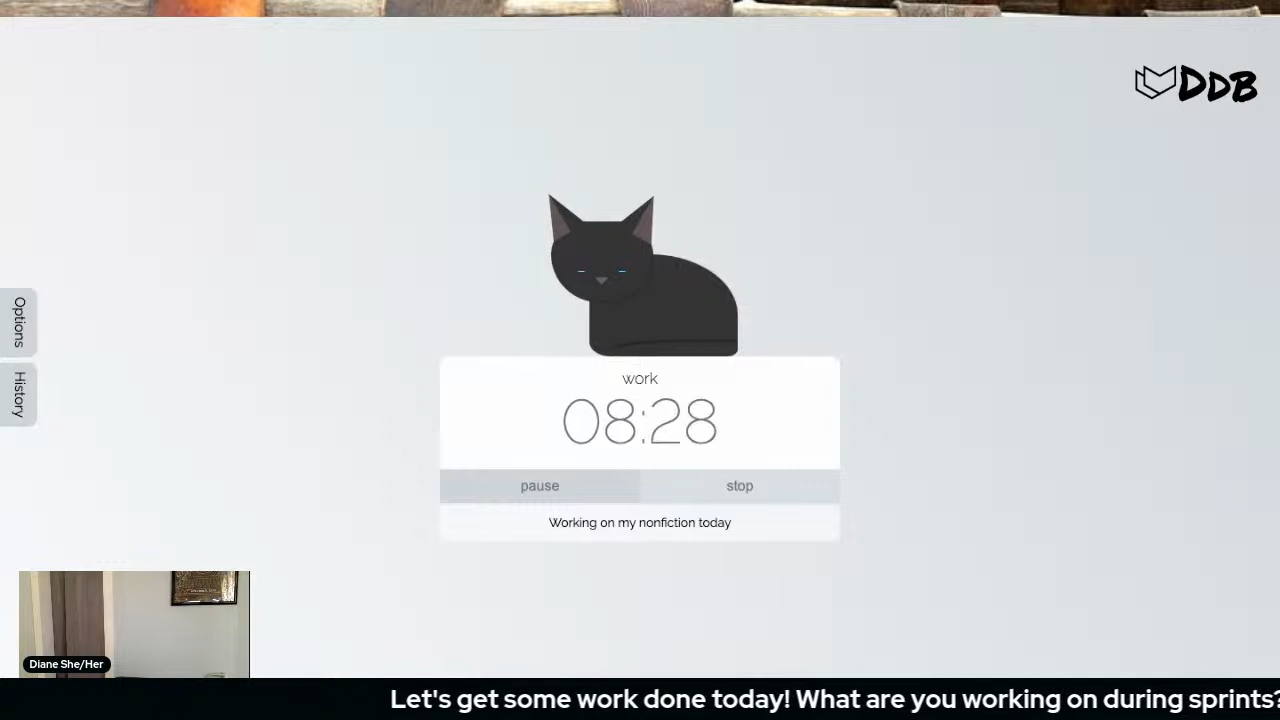 DDB
Options
History
work
08:28
pause
stop
Working on my nonfiction today
Diane She/Her
Let's get some work done today! What are you working on during sprints?